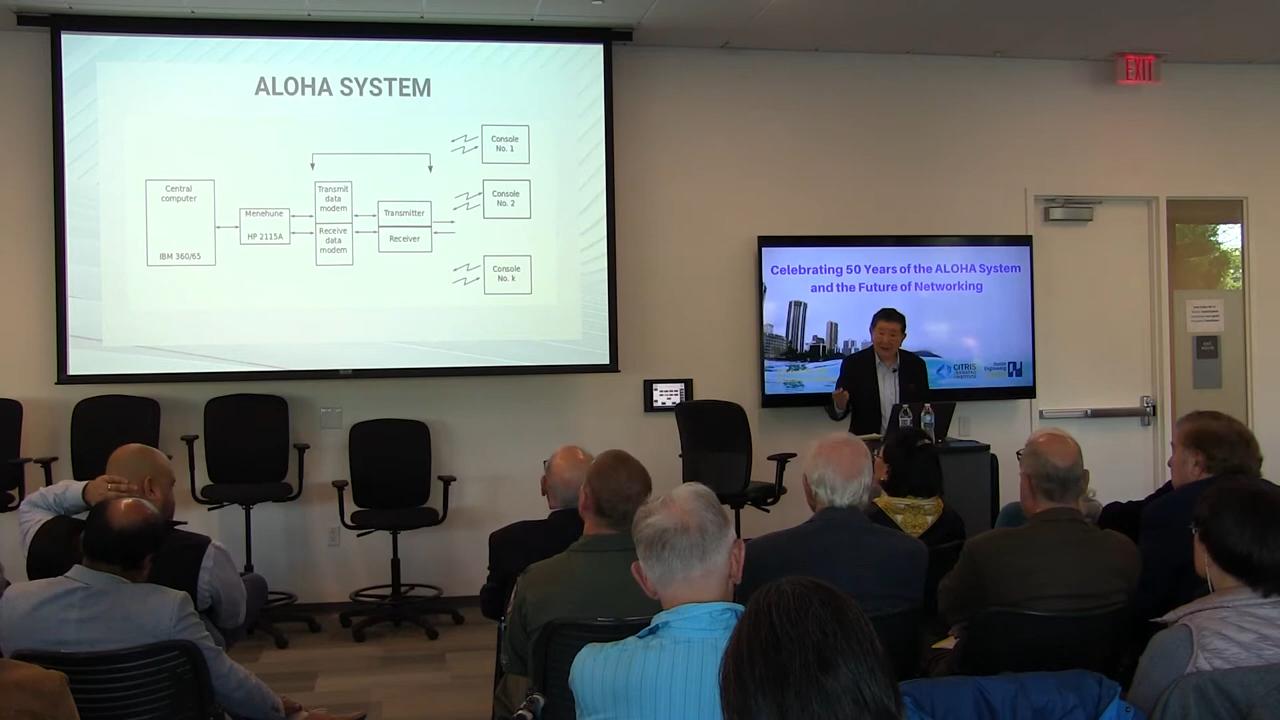 ALOHA SYSTEM
Console
No. 1
Central
computer
IBM 360/65
Menehune
HP 2115A
Transmit
data
modem
Receive
data
modem
Transmitter
Receiver
Console
No. 2
Console
No. k
EXIT
Celebrating 50 Years of the ALOHA System
and the Future of Networking
CITRIS